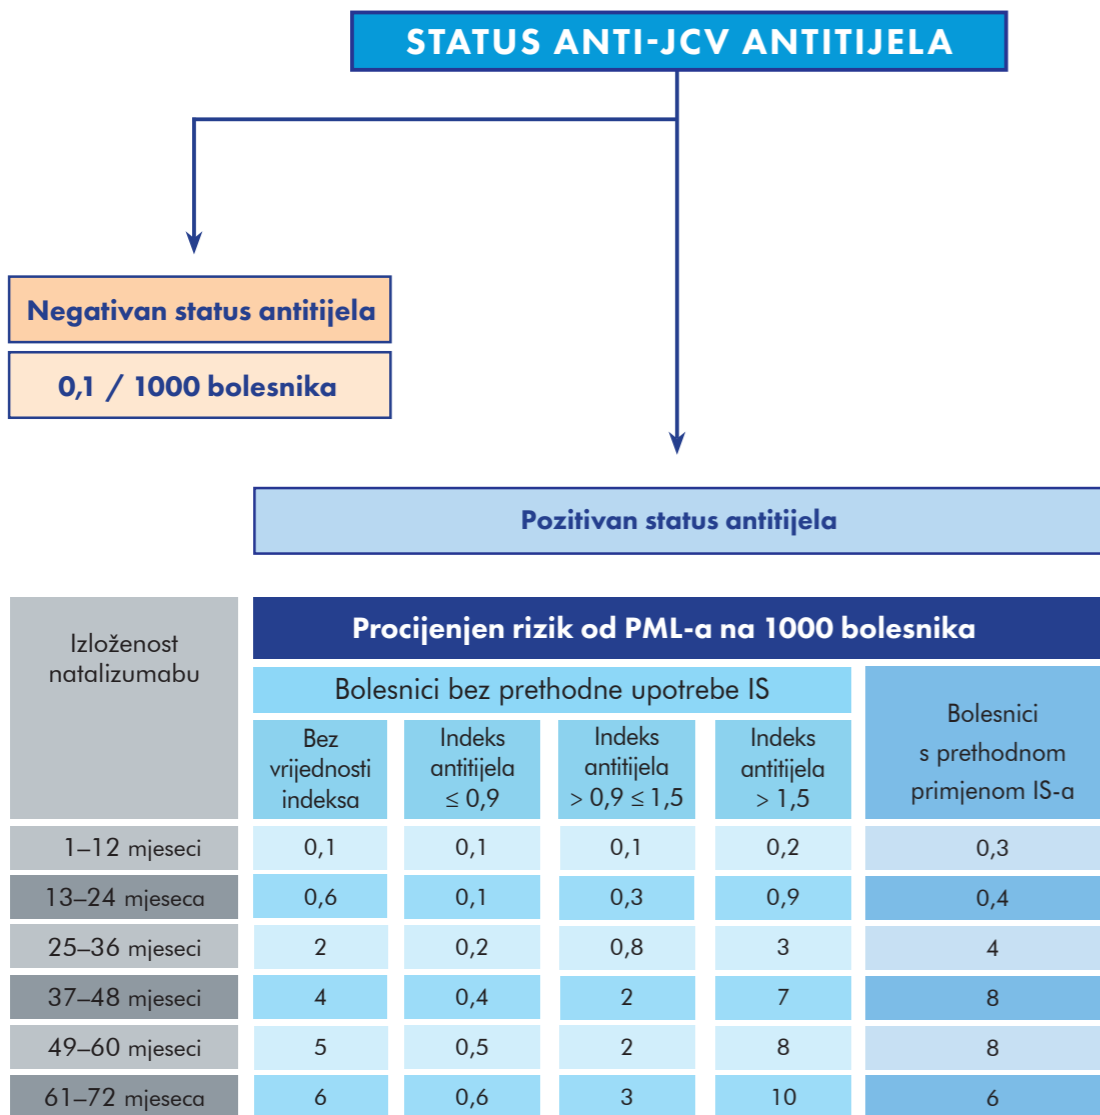 STATUS ANTI-JCV ANTITIJELA
Negativan status antitijela
0,1 / 1000 bolesnika
Pozitivan status antitijela
Izloženost
natalizumabu
Procijenjen rizik od PML-a na 1000 bolesnika
Bolesnici bez prethodne upotrebe IS
Bez
vrijednosti
indeksa
Indeks
antitijela
≤ 0,9
Indeks
antitijela
> 0,9 ≤ 1,5
Indeks
antitijela
> 1,5
Bolesnici
s prethodnom
primjenom IS-a
1–12 mjeseci 0,1 0,1 0,1 0,2 0,3
13–24 mjeseca 0,6 0,1 0,3 0,9 0,4
25–36 mjeseci 2 0,2 0,8 3 4
37–48 mjeseci 4 0,4 2 7 8
49–60 mjeseci 5 0,5 2 8 8
61–72 mjeseca 6 0,6 3 10 6